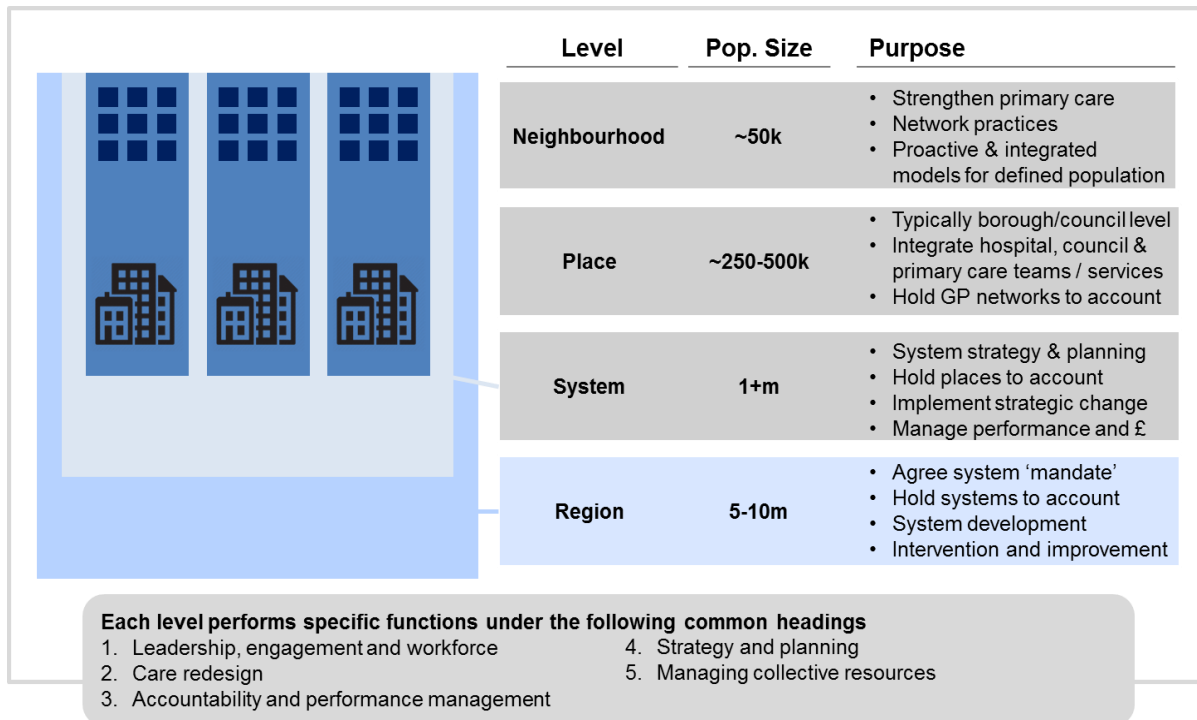 Level Pop. Size Purpose
Neighbourhood ~50k
• Strengthen primary care
• Network practices
• Proactive & integrated
models for defined population
Place ~250-500k
• Typically borough/council level
• Integrate hospital, council &
primary care teams / services
• Hold GP networks to account
System 1+m
• System strategy & planning
• Hold places to account
• Implement strategic change
• Manage performance and £
Region 5-10m
• Agree system ‘mandate’
• Hold systems to account
• System development
• Intervention and improvement
Each level performs specific functions under the following common headings
1. Leadership, engagement and workforce
2. Care redesign
3. Accountability and performance management
4. Strategy and planning
5. Managing collective resources